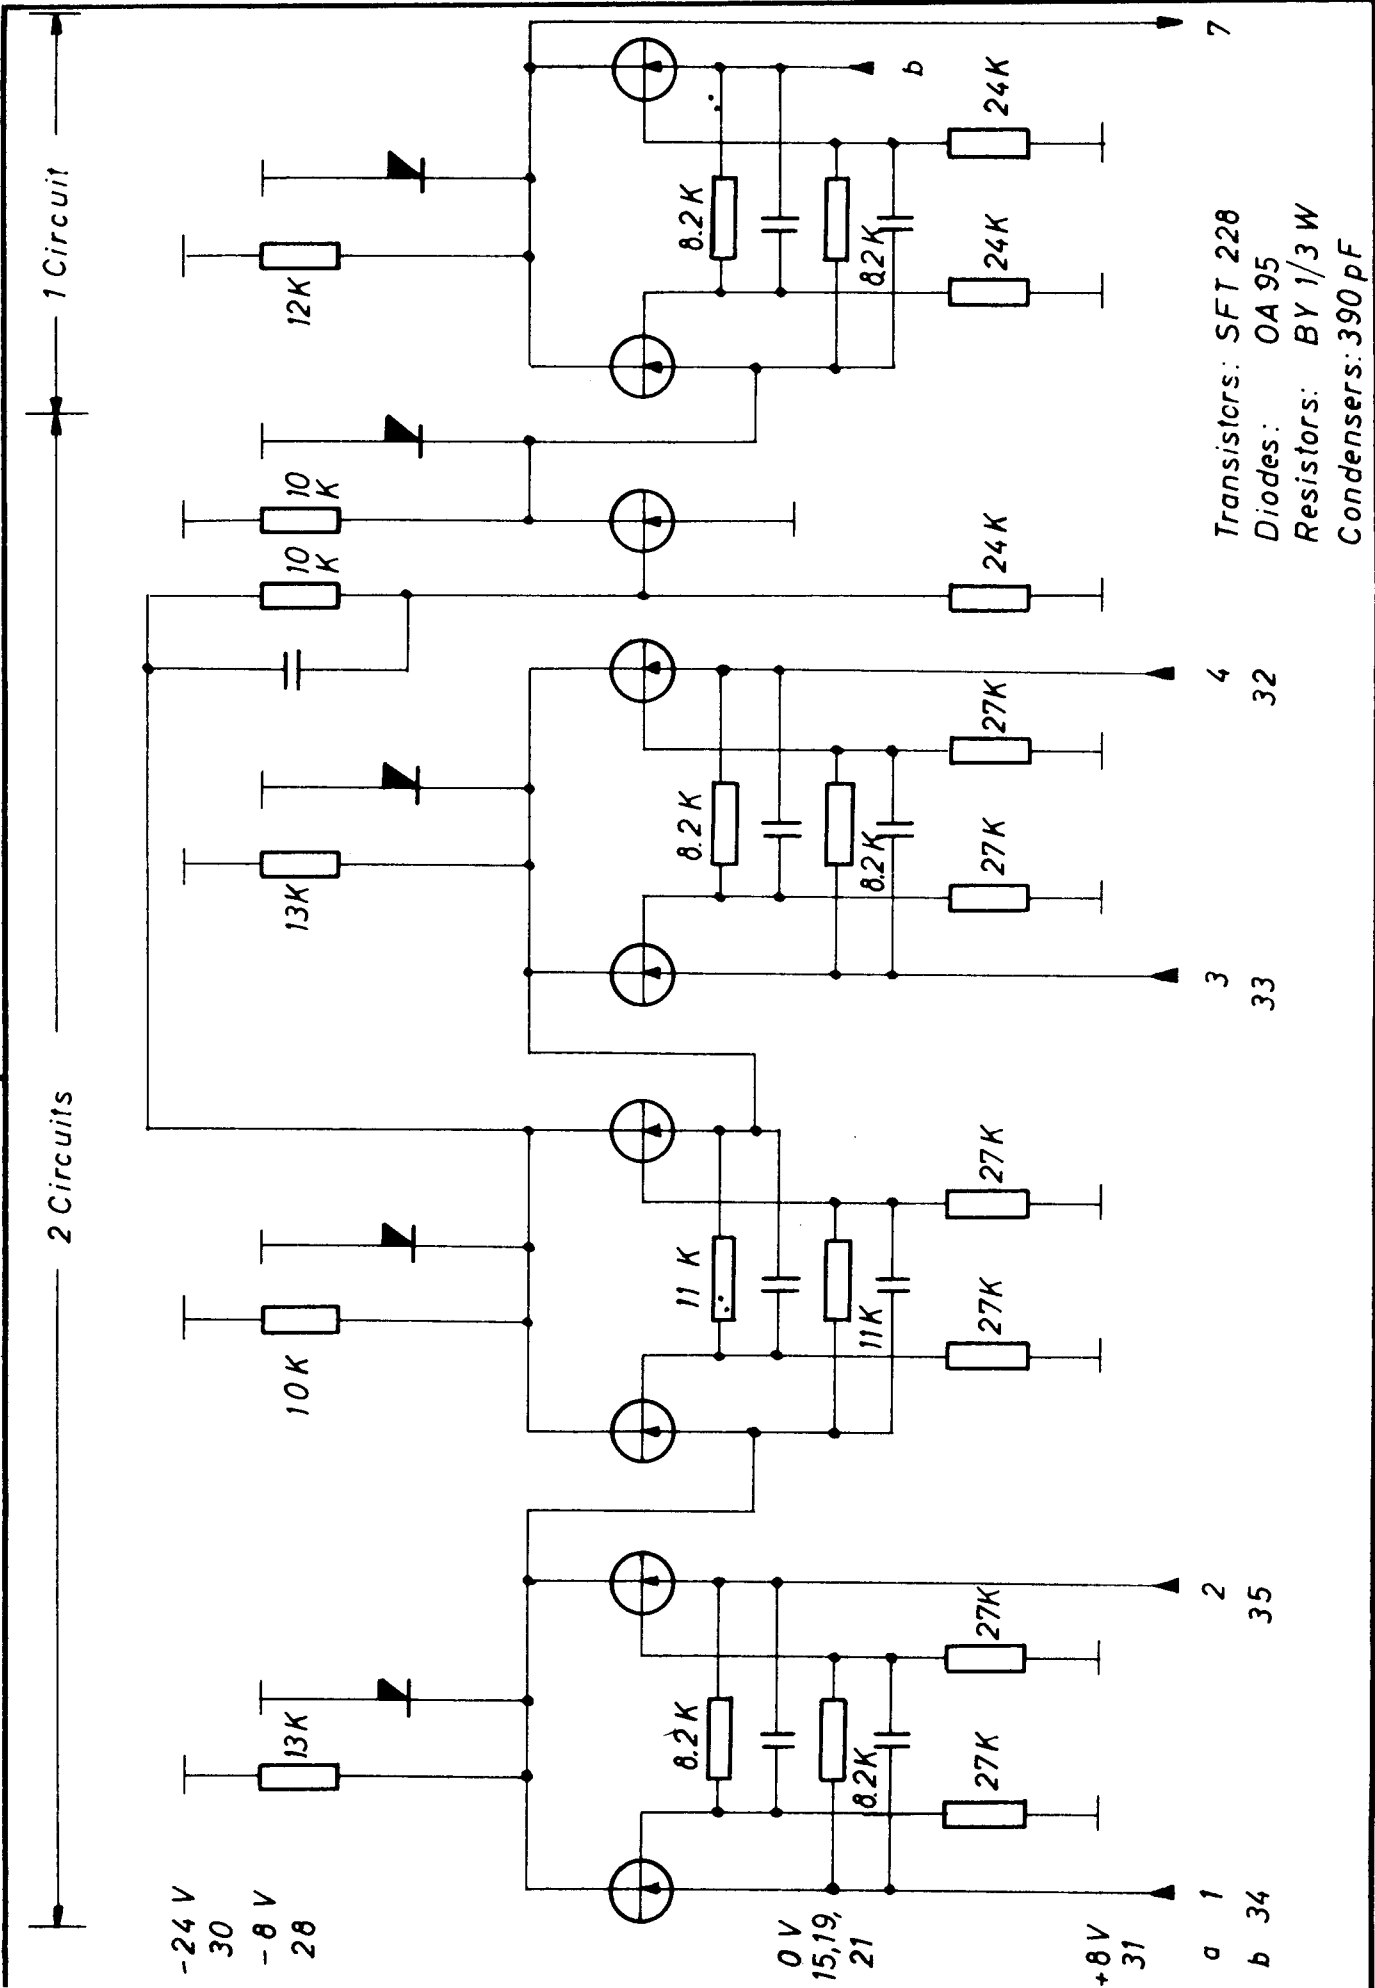 2 Circuits
1 Circuit
-24 V
30
-8 V
28
13K
10K
13K
10
K
10
K
12K
8.2K
8.2K
11 K
11K
8.2K
8.2K
8.2K
8.2K
0 V
15,19,
21
27K
27K
27K
27K
27K
27K
24K
24K
24K
+8V
31
a 1 2 3 4 b 7
b 34 35 33 32
Transistors: SFT 228
Diodes: OA 95
Resistors: BY 1/3 W
Condensers: 390 pF